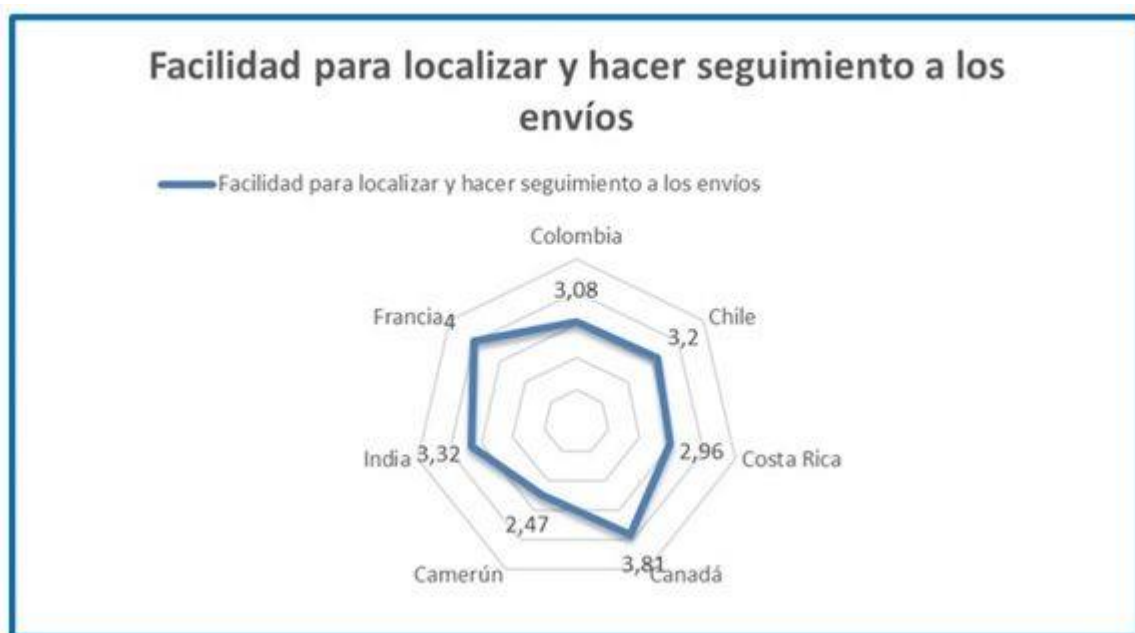 Facilidad para localizar y hacer seguimiento a los
envíos
Facilidad para localizar y hacer seguimiento a los envíos
Colombia
3,08
Francia
4
Chile
3,2
India
3,32
2,96
Costa Rica
2,47
Camerún
3,81
Canadá